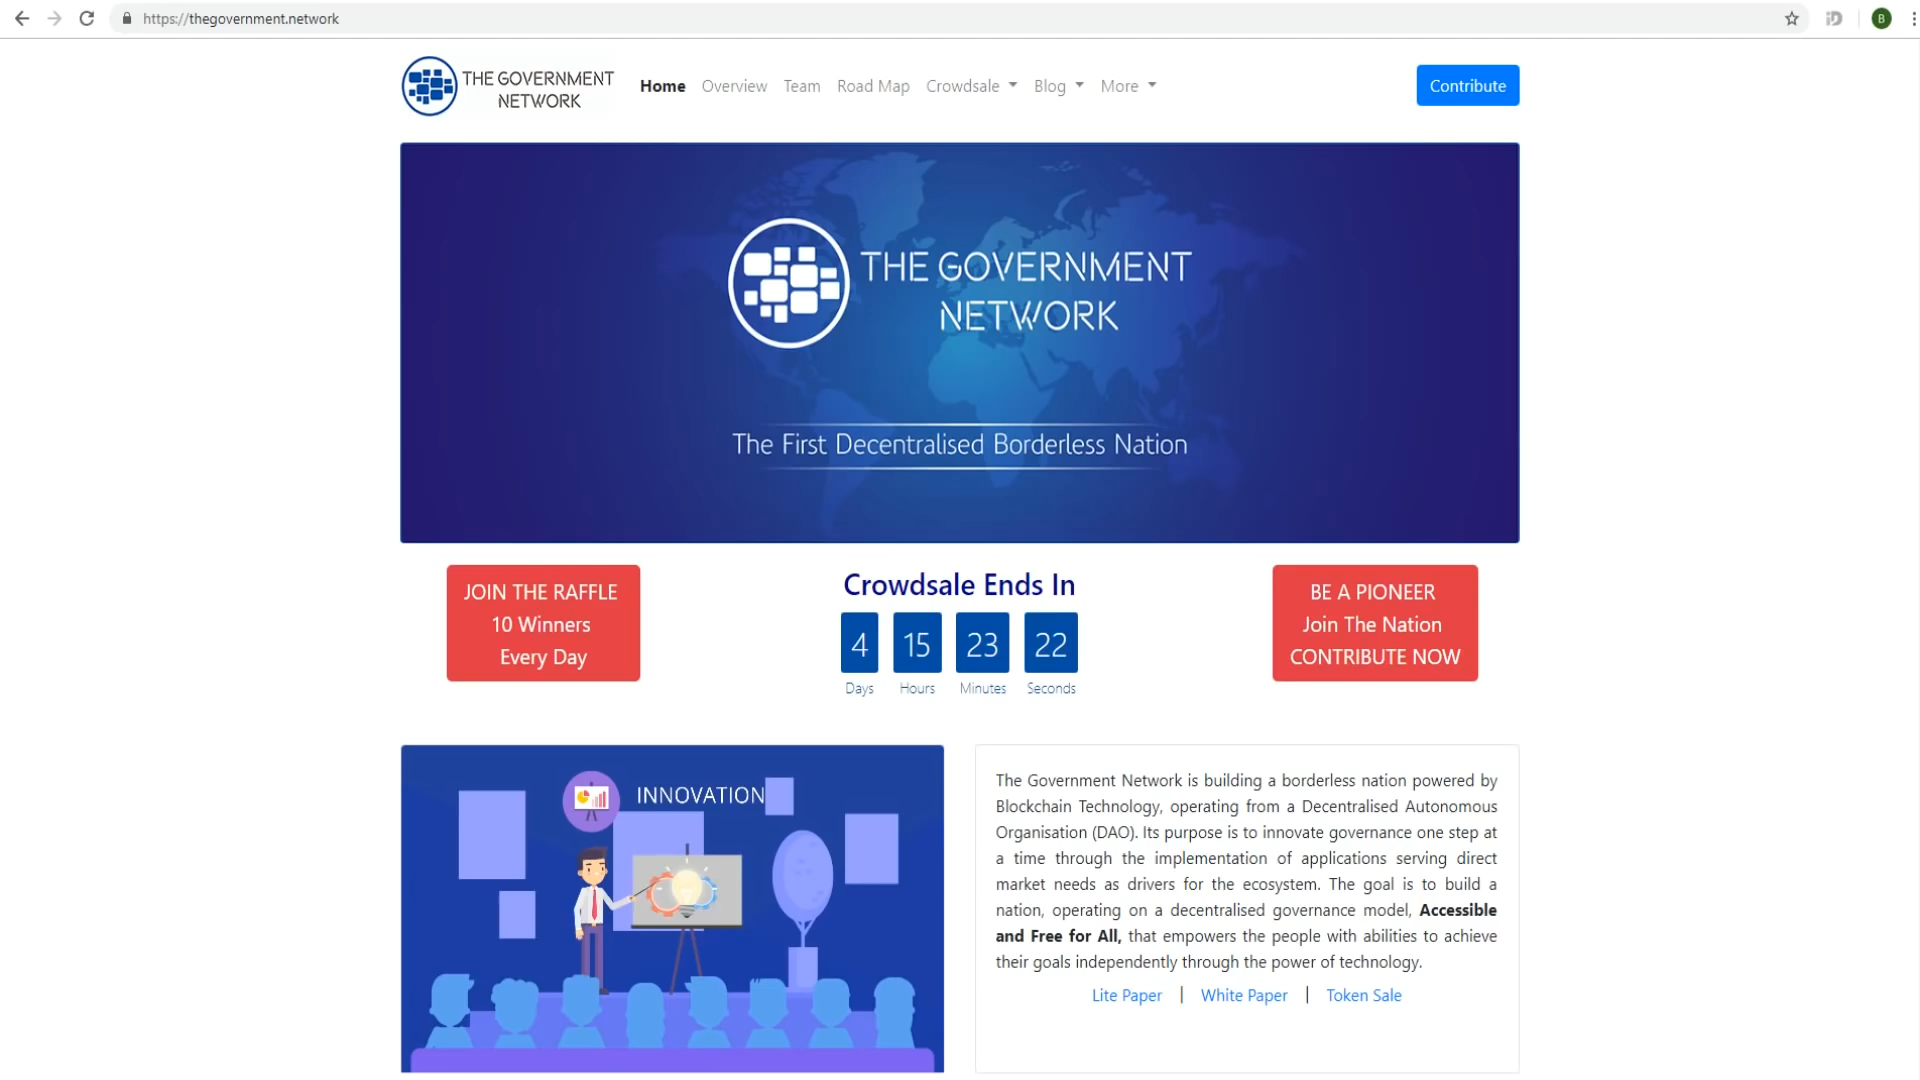 https://thegovernment.network
B
THE GOVERNMENT
NETWORK
Home
Overview
Team
Road Map
Crowdsale
Blog
More
Contribute
THE GOVERNMENT
NETWORK
The First Decentralised Borderless Nation
JOIN THE RAFFLE
10 Winners
Every Day
Crowdsale Ends In
4 15 23 22
Days Hours Minutes Seconds
BE A PIONEER
Join The Nation
CONTRIBUTE NOW
INNOVATION
The Government Network is building a borderless nation powered by
Blockchain Technology, operating from a Decentralised Autonomous
Organisation (DAO). Its purpose is to innovate governance one step at
a time through the implementation of applications serving direct
market needs as drivers for the ecosystem. The goal is to build a
nation, operating on a decentralised governance model, Accessible
and Free for All, that empowers the people with abilities to achieve
their goals independently through the power of technology.
Lite Paper | White Paper | Token Sale